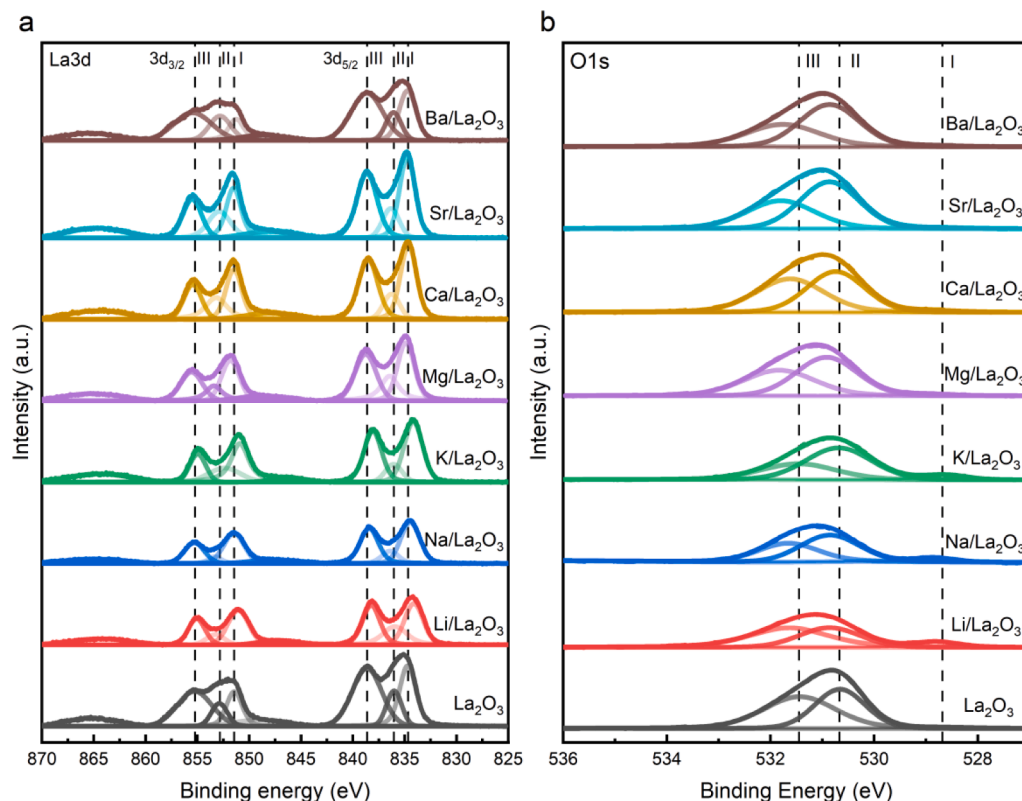 a
La3d
3d3/2
III
II
I
3d5/2
III
II
I
Ba/La2O3
Sr/La2O3
Ca/La2O3
Mg/La2O3
K/La2O3
Na/La2O3
Li/La2O3
La2O3
Intensity (a.u.)
870 865 860 855 850 845 840 835 830 825
Binding energy (eV)
b
O1s
III
II
I
Ba/La2O3
Sr/La2O3
Ca/La2O3
Mg/La2O3
K/La2O3
Na/La2O3
Li/La2O3
La2O3
Intensity (a.u.)
536 534 532 530 528
Binding Energy (eV)